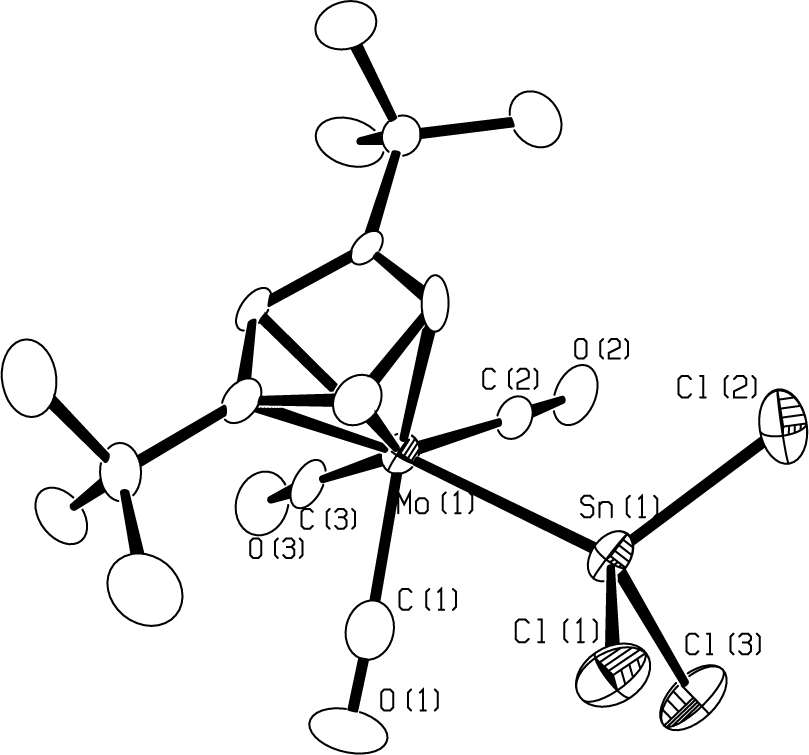 O(2)
C(2)
Cl(2)
Mo(1)
Sn(1)
C(3)
O(3)
C(1)
Cl(1)
Cl(3)
O(1)